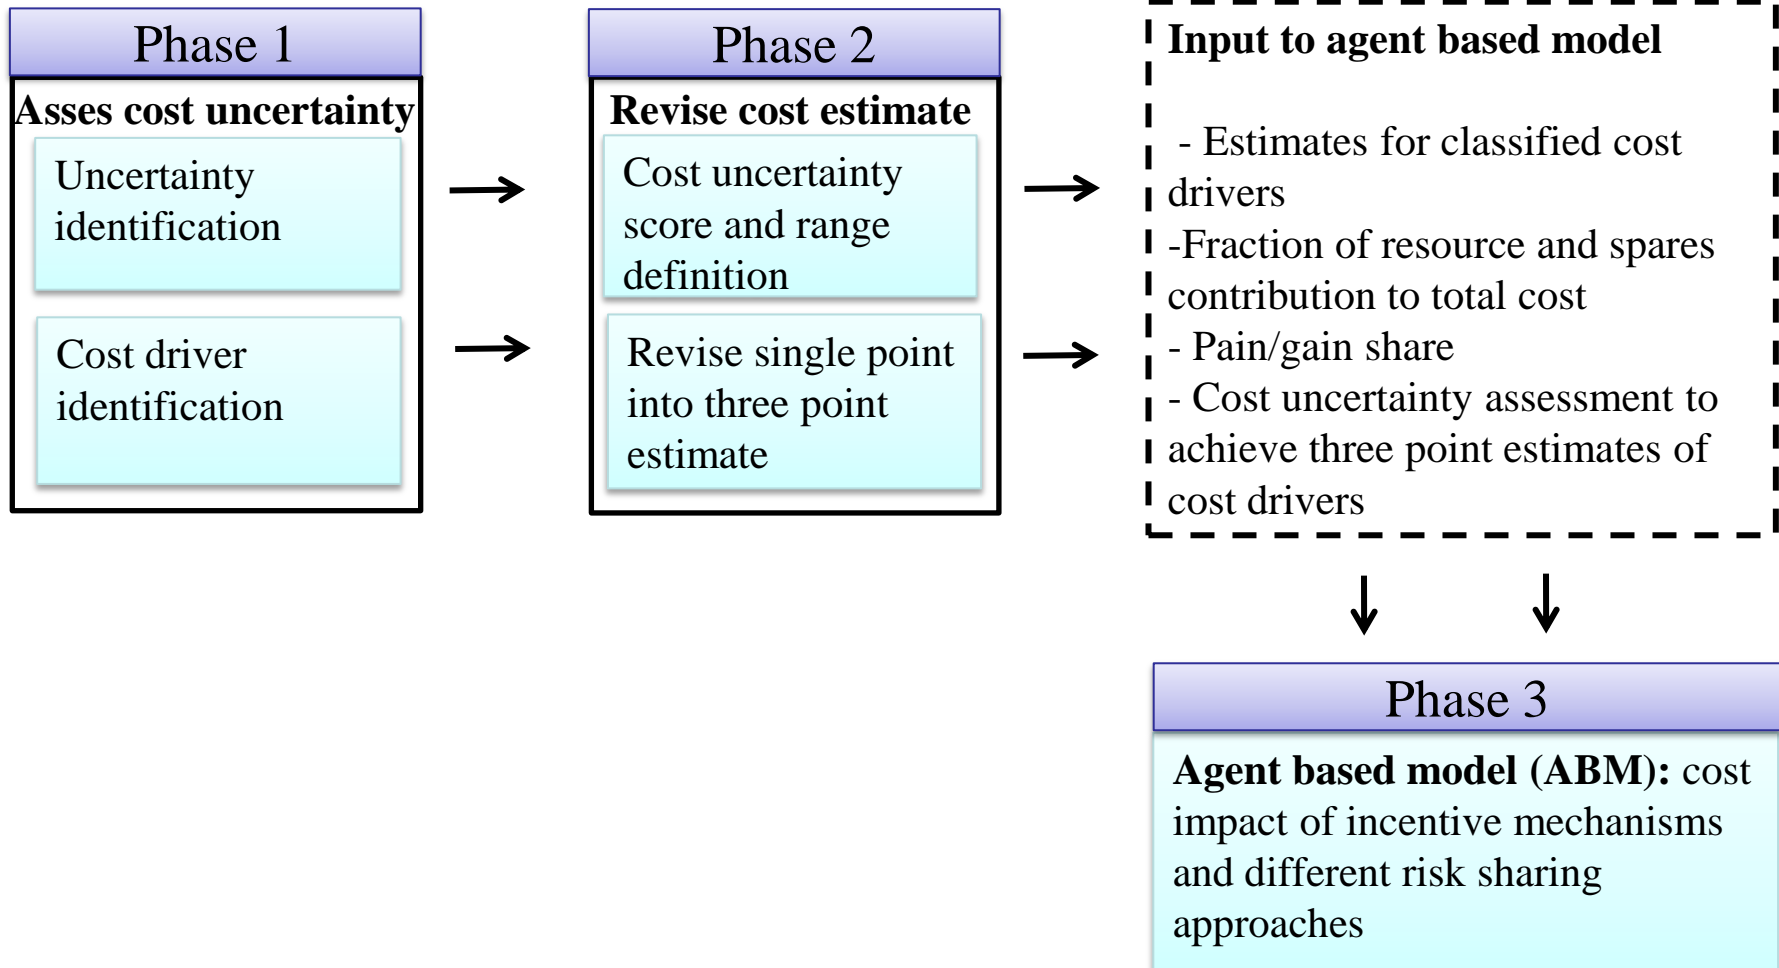 Phase 1
Asses cost uncertainty
Uncertainty
identification
Cost driver
identification
Phase 2
Revise cost estimate
Cost uncertainty
score and range
definition
Revise single point
into three point
estimate
Input to agent based model
- Estimates for classified cost
drivers
-Fraction of resource and spares
contribution to total cost
- Pain/gain share
- Cost uncertainty assessment to
achieve three point estimates of
cost drivers
Phase 3
Agent based model (ABM): cost
impact of incentive mechanisms
and different risk sharing
approaches